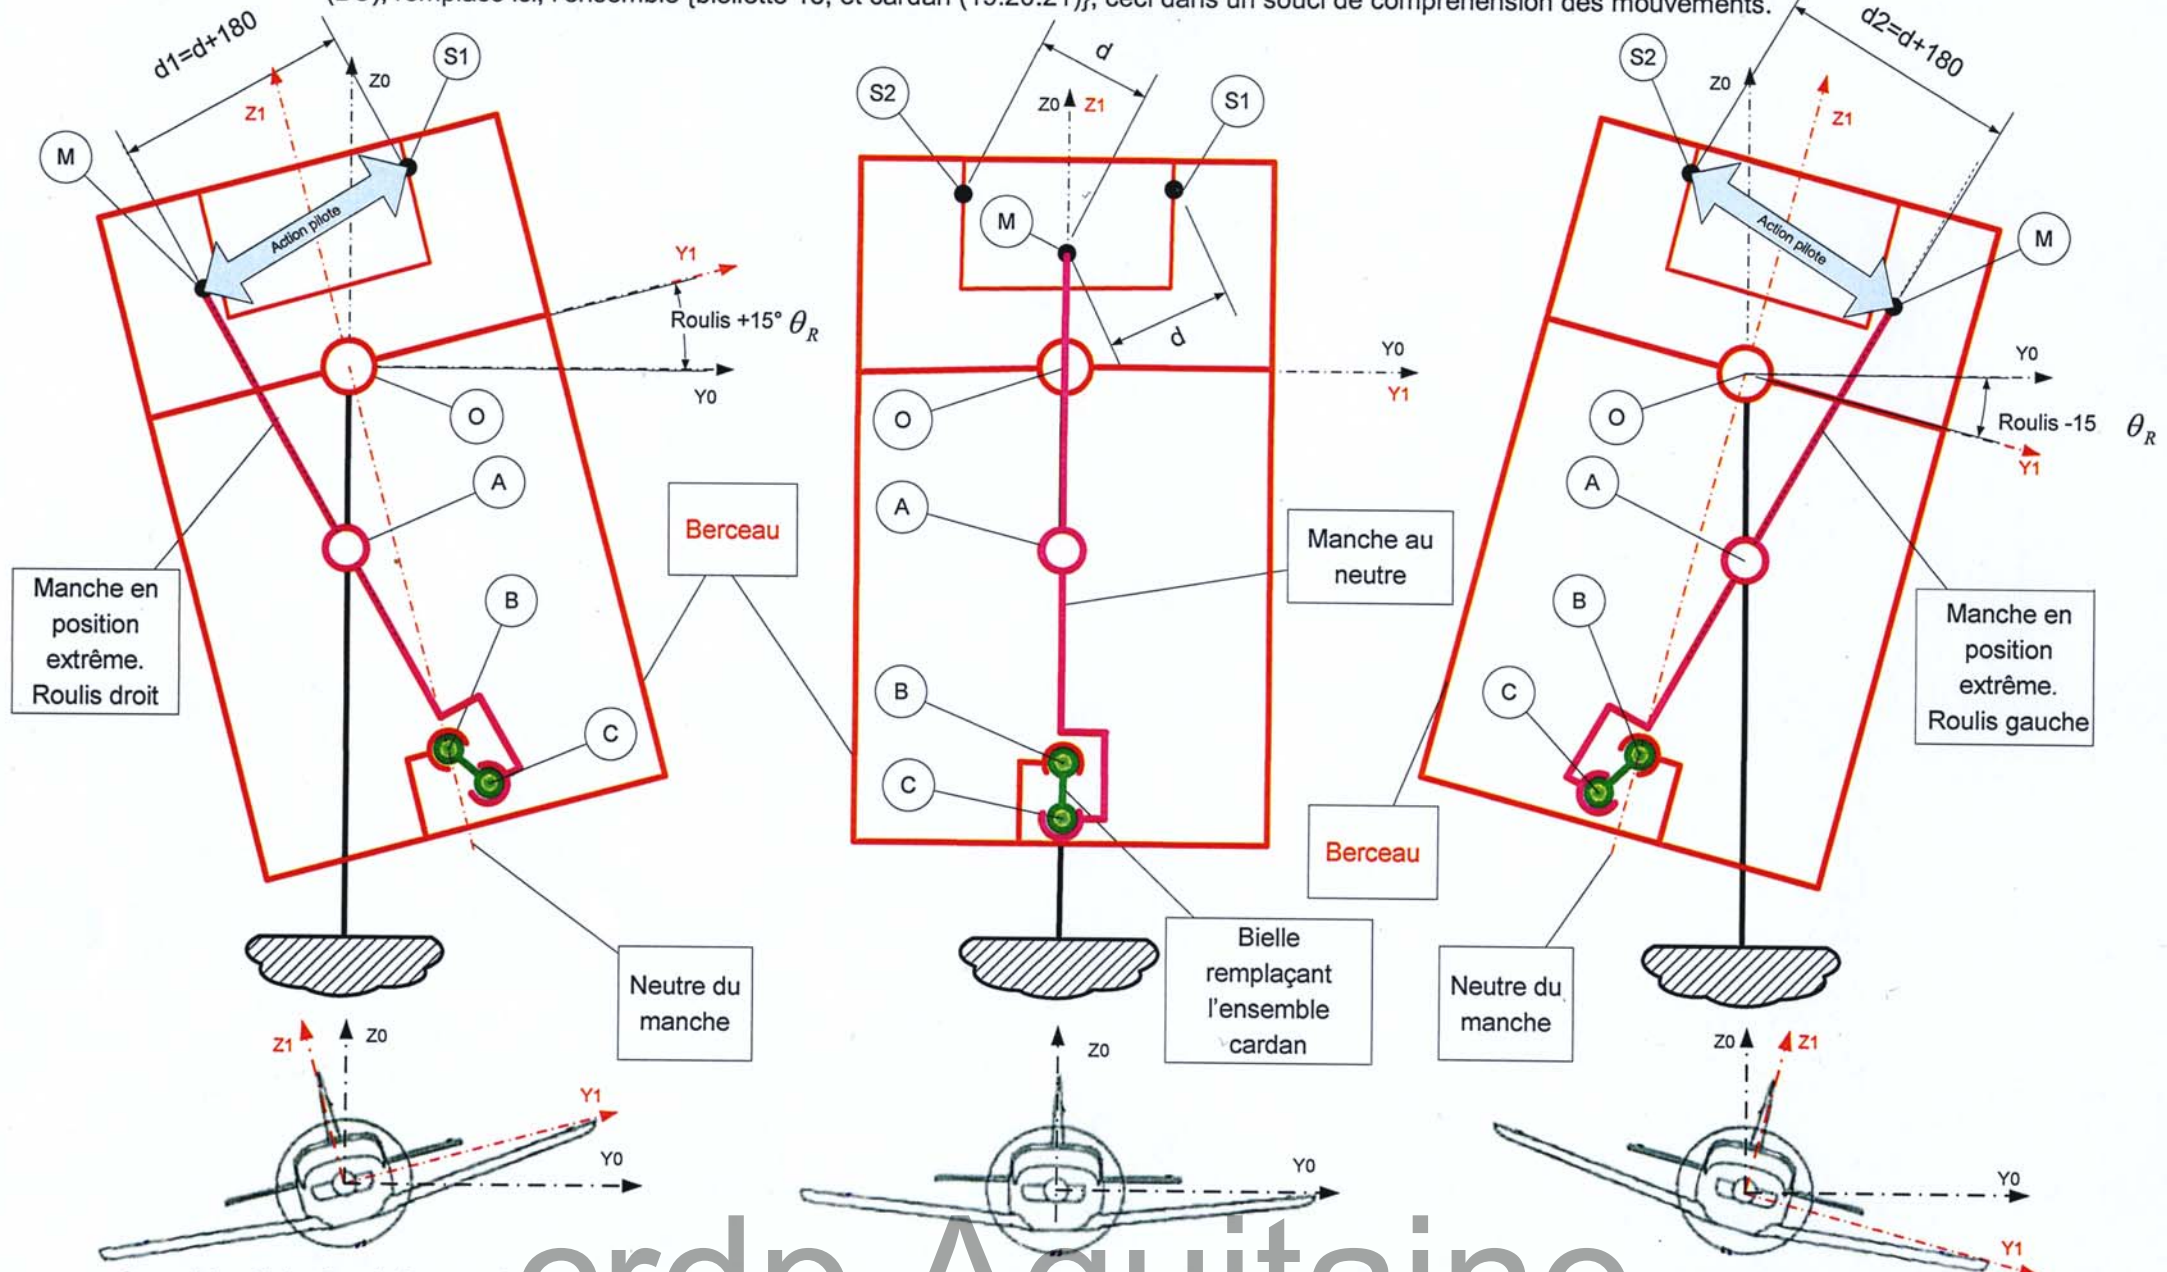 d1=d+180
Z1
Z0
S1
M
Action pilote
Y1
Roulis +15° θR
Y0
O
A
B
C
Manche en
position
extrême.
Roulis droit
Neutre du
manche
Berceau
S2
d
Z0 Z1
S1
M
d
Y0
Y1
O
A
B
C
Manche au
neutre
Bielle
remplaçant
l'ensemble
cardan
S2
d2=d+180
Z0
Z1
Action pilote
M
Y0
Roulis -15 θR
Y1
O
A
B
C
Manche en
position
extrême.
Roulis gauche
Berceau
Neutre du
manche
Z1
Z0
Y1
Y0
Z0
Y0
Z0
Z1
Y0
Y1
crdp Aquitaine